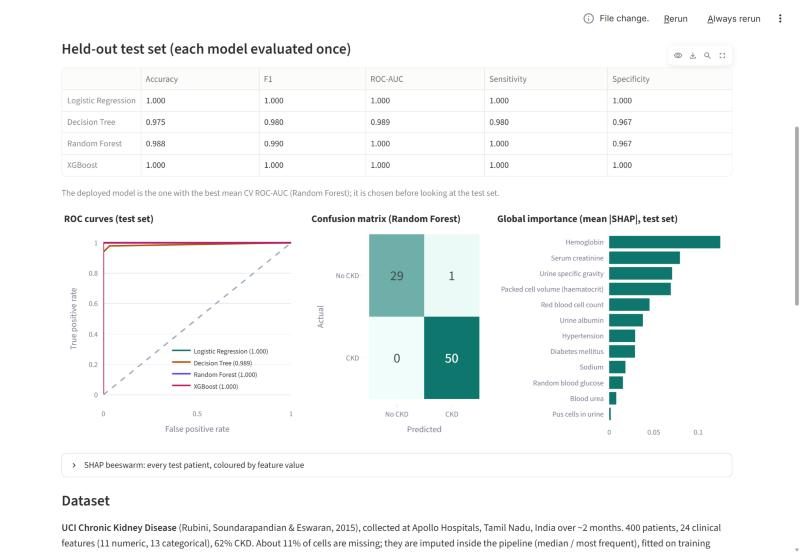 File change. Rerun Always rerun
Held-out test set (each model evaluated once)
Accuracy F1 ROC-AUC Sensitivity Specificity
Logistic Regression 1.000 1.000 1.000 1.000 1.000
Decision Tree 0.975 0.980 0.989 0.980 0.967
Random Forest 0.988 0.990 1.000 1.000 0.967
XGBoost 1.000 1.000 1.000 1.000 1.000
The deployed model is the one with the best mean CV ROC-AUC (Random Forest); it is chosen before looking at the test set.
ROC curves (test set)
True positive rate
1
0.8
0.6
0.4
0.2
0
Logistic Regression (1.000)
Decision Tree (0.989)
Random Forest (1.000)
XGBoost (1.000)
0 0.5 1
False positive rate
Confusion matrix (Random Forest)
Actual
No CKD 29 1
CKD 0 50
No CKD CKD
Predicted
Global importance (mean |SHAP|, test set)
Hemoglobin
Serum creatinine
Urine specific gravity
Packed cell volume (haematocrit)
Red blood cell count
Urine albumin
Hypertension
Diabetes mellitus
Sodium
Random blood glucose
Blood urea
Pus cells in urine
0 0.05 0.1
SHAP beeswarm: every test patient, coloured by feature value
Dataset
UCI Chronic Kidney Disease (Rubini, Soundarapandian & Eswaran, 2015), collected at Apollo Hospitals, Tamil Nadu, India over ~2 months. 400 patients, 24 clinical
features (11 numeric, 13 categorical), 62% CKD. About 11% of cells are missing; they are imputed inside the pipeline (median / most frequent), fitted on training